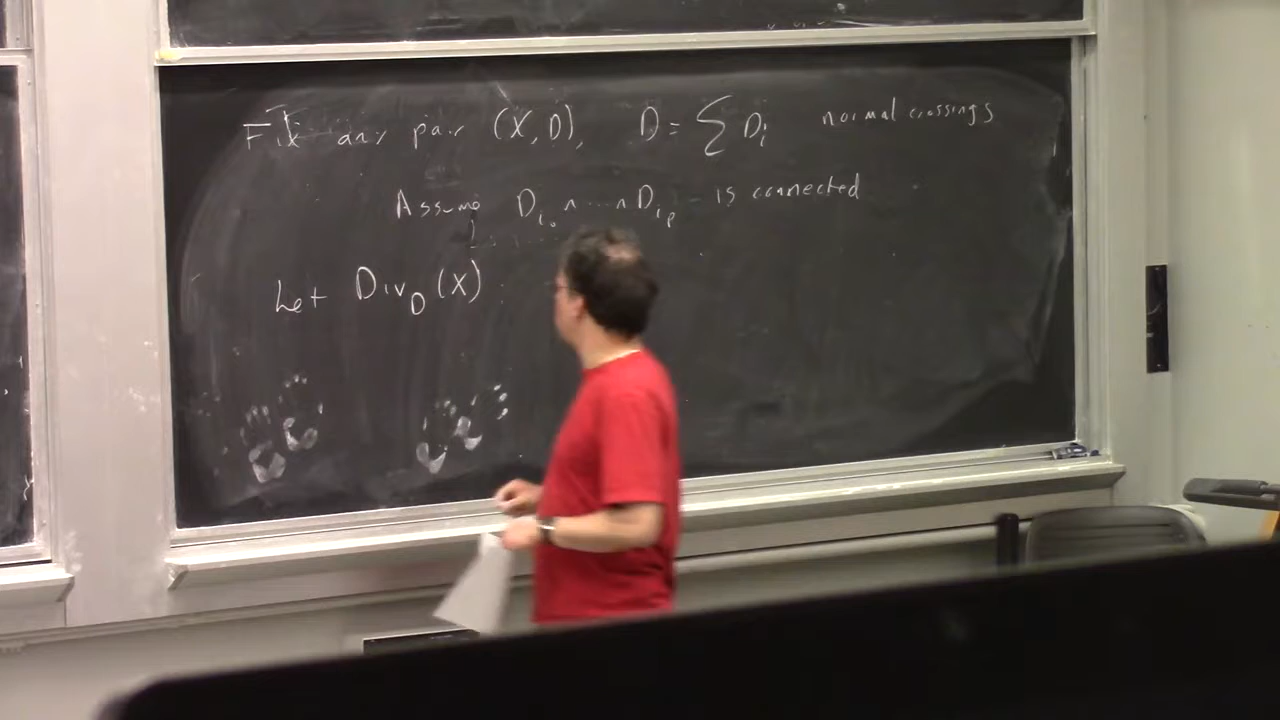 Fix any pair (X, D), D = ∑ D_i normal crossings
Assume D_{i_0} ∩ ... ∩ D_{i_p} is connected
Let Div_D (X)